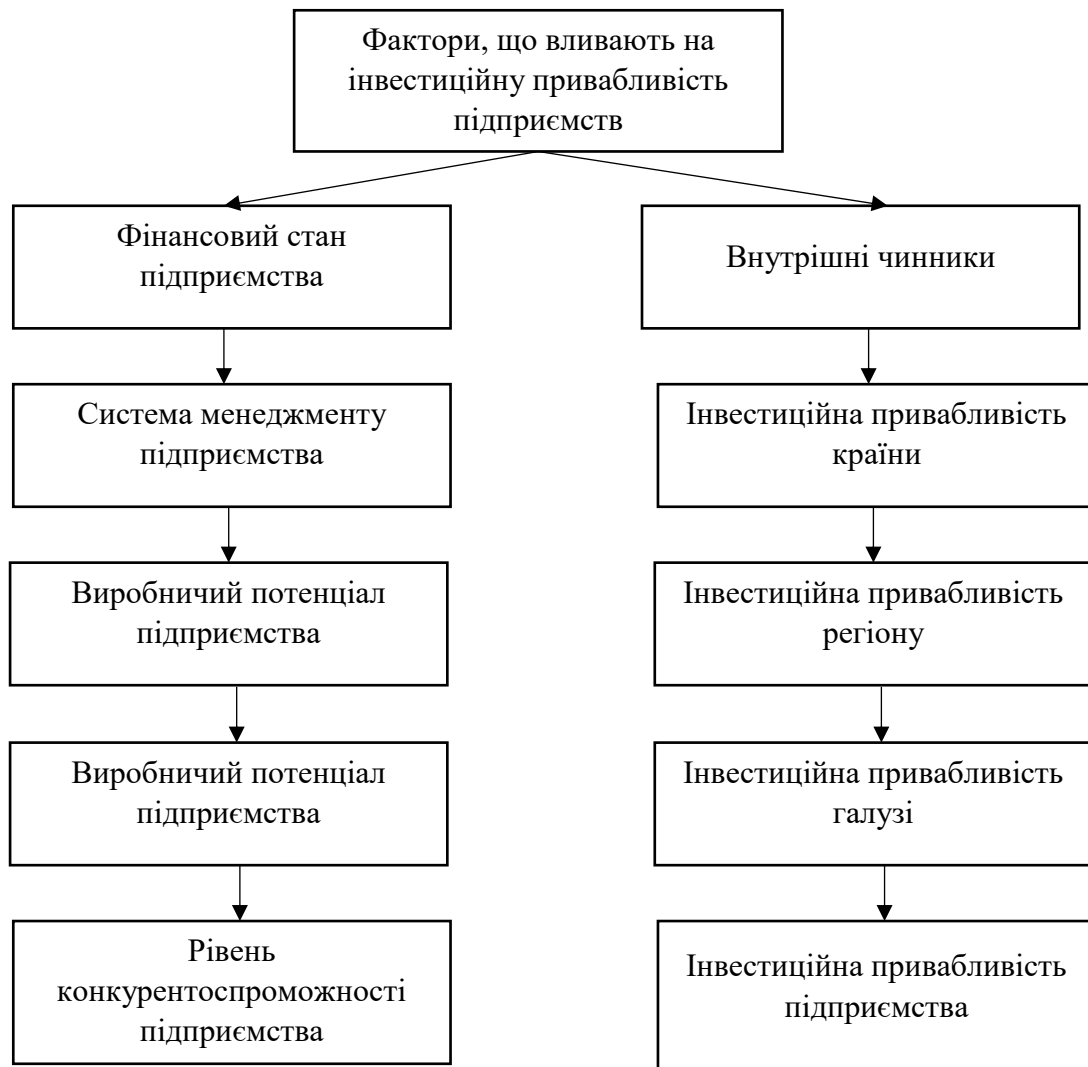 Фактори, що вливають на
інвестиційну привабливість
підприємств
Фінансовий стан
підприємства
Внутрішні чинники
Система менеджменту
підприємства
Інвестиційна привабливість
країни
Виробничий потенціал
підприємства
Інвестиційна привабливість
регіону
Виробничий потенціал
підприємства
Інвестиційна привабливість
галузі
Рівень
конкурентоспроможності
підприємства
Інвестиційна привабливість
підприємства